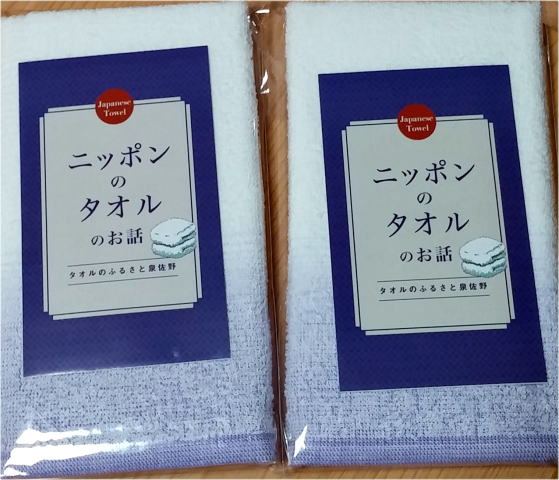 Japanese
Towel
ニッポン
の
タオル
のお話
タオルのふるさと泉佐野
Japanese
Towel
ニッポン
の
タオル
のお話
タオルのふるさと泉佐野